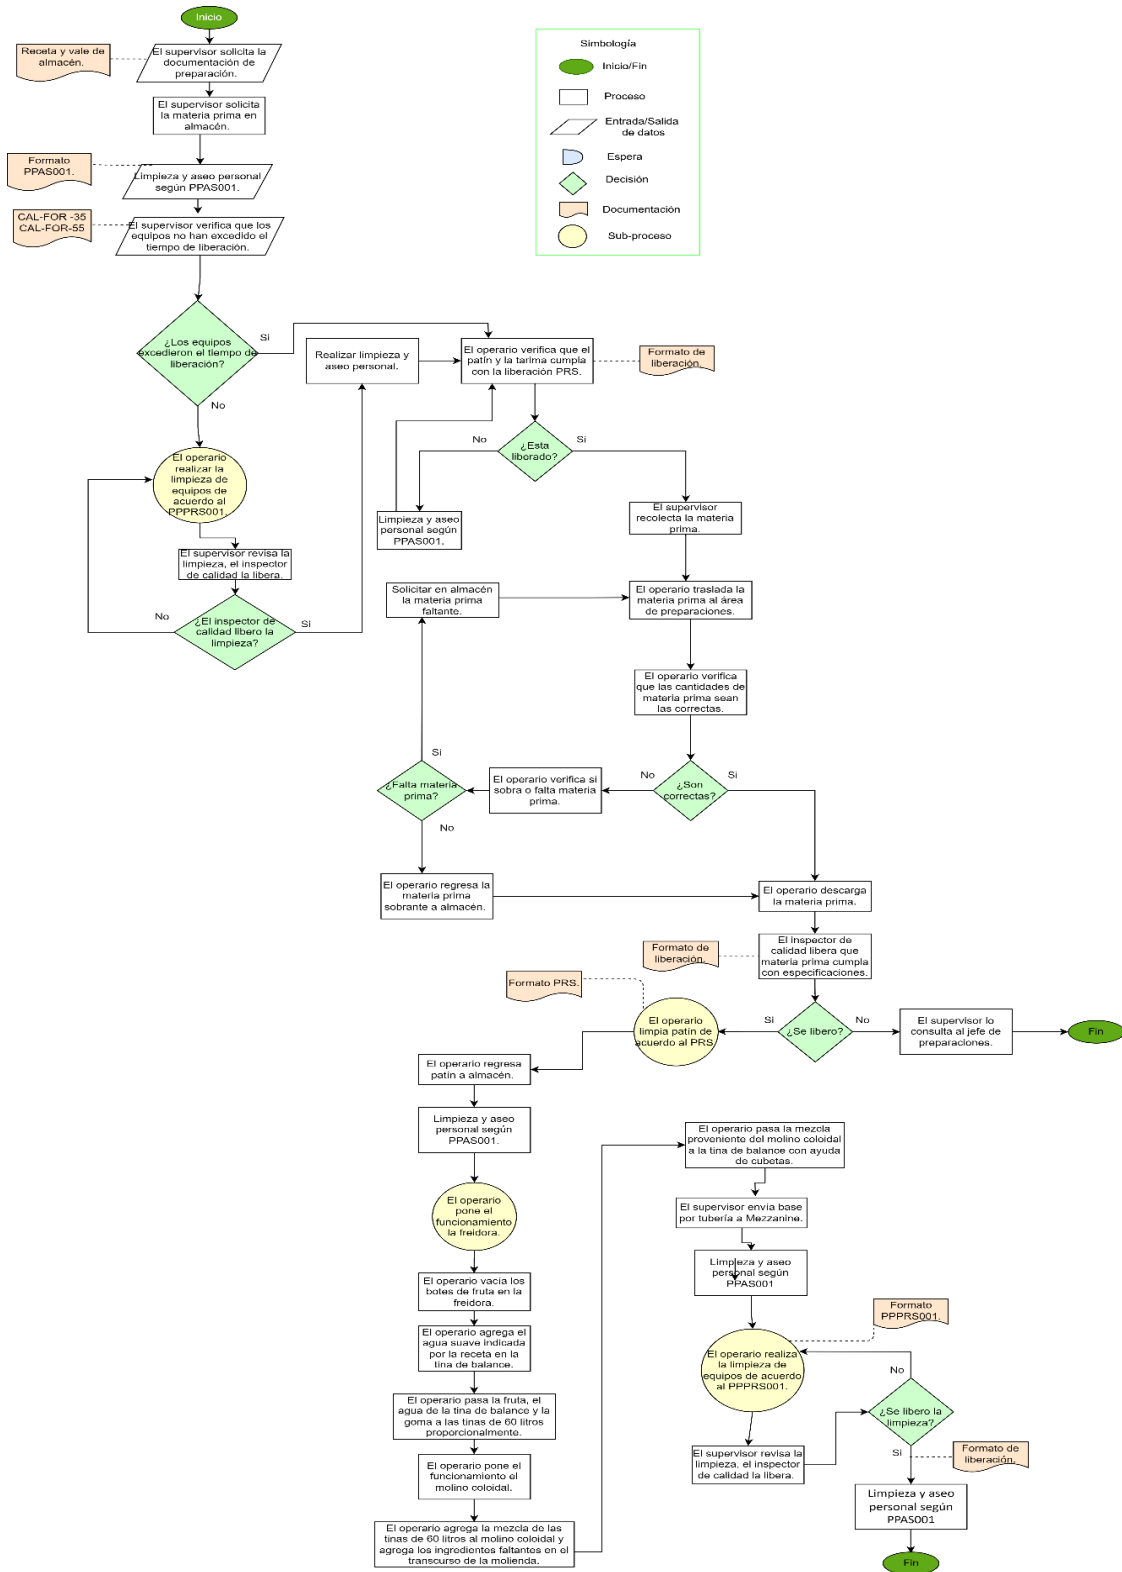 Inicio
Receta y vale de
almacén.
El supervisor solicita la
documentación de
preparación.
El supervisor solicita
la materia prima en
almacén.
Formato
PPAS001.
Limpieza y aseo personal
según PPAS001.
CAL-FOR -35
CAL-FOR-55
El supervisor verifica que los
equipos no han excedido el
tiempo de liberación.
Simbología
Inicio/Fin
Proceso
Entrada/Salida
de datos
Espera
Decisión
Documentación
Sub-proceso
¿Los equipos
excedieron el tiempo de
liberación?
Si
No
Realizar limpieza y
aseo personal.
El operario verifica que el
patín y la tarima cumpla
con la liberación PRS.
Formato de
liberación.
¿Esta
liberado?
No
Si
El operario
realizar la
limpieza de
equipos de
acuerdo al
PPPRS001.
Limpieza y aseo
personal según
PPAS001.
El supervisor
recolecta la materia
prima.
El supervisor revisa la
limpieza, el inspector
de calidad la libera.
¿El inspector de
calidad libero la
limpieza?
No
Si
Solicitar en almacén
la materia prima
faltante.
El operario traslada la
materia prima al área
de preparaciones.
El operario verifica
que las cantidades de
materia prima sean
las correctas.
Si
¿Falta materia
prima?
No
El operario verifica si
sobra o falta materia
prima.
No
¿Son
correctas?
Si
El operario regresa la
materia prima
sobrante a almacén.
El operario descarga
la materia prima.
Formato de
liberación.
El inspector de
calidad libera que
materia prima cumpla
con especificaciones.
Formato PRS.
El operario
limpia patín de
acuerdo al PRS
Si
¿Se libero?
No
El supervisor lo
consulta al jefe de
preparaciones.
Fin
El operario regresa
patín a almacén.
Limpieza y aseo
personal según
PPAS001.
El operario
pone el
funcionamiento
la freidora.
El operario vacía los
botes de fruta en la
freidora.
El operario agrega el
agua suave indicada
por la receta en la
tina de balance.
El operario pasa la fruta, el
agua de la tina de balance y la
goma a las tinas de 60 litros
proporcionalmente.
El operario pone el
funcionamiento el
molino coloidal.
El operario agrega la mezcla de las
tinas de 60 litros al molino coloidal y
agrega los ingredientes faltantes en el
transcurso de la molienda.
El operario pasa la mezcla
proveniente del molino coloidal
a la tina de balance con ayuda
de cubetas.
El supervisor envía base
por tubería a Mezzanine.
Limpieza y aseo
personal según
PPAS001
Formato
PPPRS001.
El operario realiza
la limpieza de
equipos de acuerdo
al PPPRS001.
No
¿Se libero la
limpieza?
Si
Formato de
liberación.
El supervisor revisa la
limpieza, el inspector
de calidad la libera.
Limpieza y aseo
personal según
PPAS001
Fin